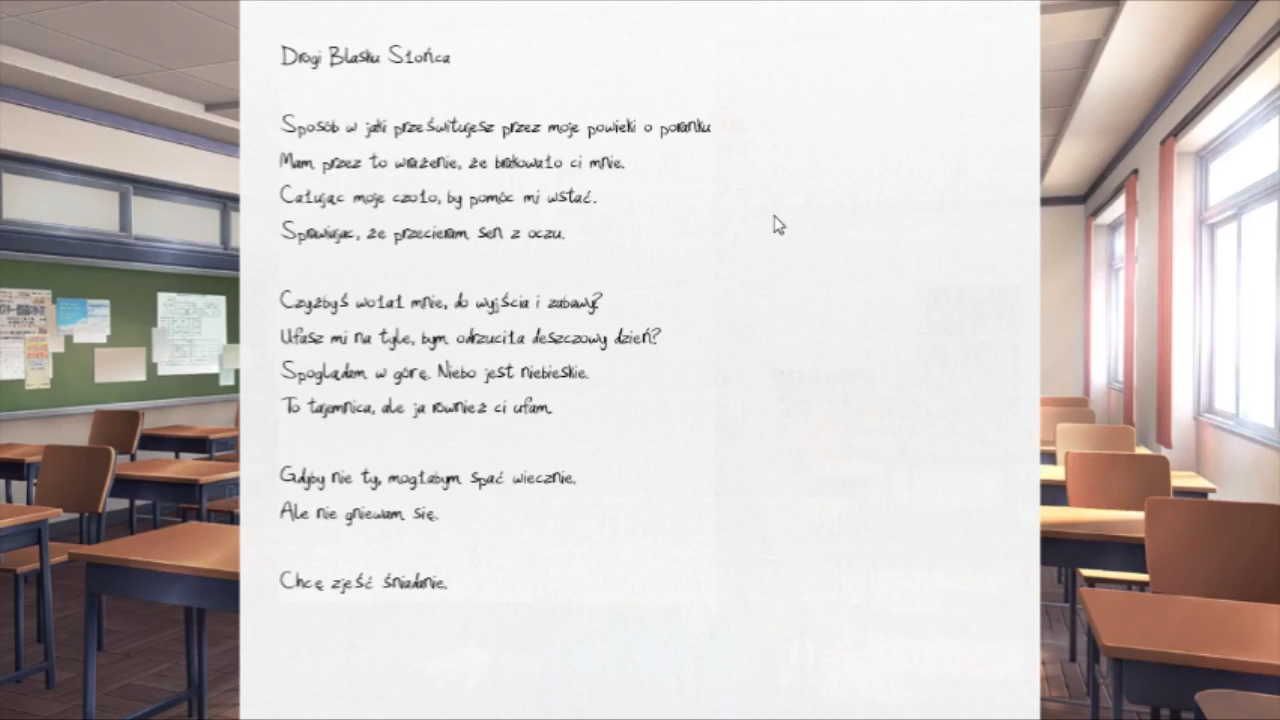 Drogi Blasku Słońca
Sposób w jaki prześwitujesz przez moje powieki o poranku
Mam przez to wrażenie, że brakowało ci mnie.
Całując moje czoło, by pomóc mi wstać.
Sprawiając, że przecieram sen z oczu.
Czyżbyś wołał mnie, do wyjścia i zabawy?
Ufasz mi na tyle, bym odrzuciła deszczowy dzień?
Spoglądam w górę. Niebo jest niebieskie.
To tajemnica, ale ja również ci ufam.
Gdyby nie ty, mogłabym spać wiecznie.
Ale nie gniewam się.
Chcę zjeść śniadanie.